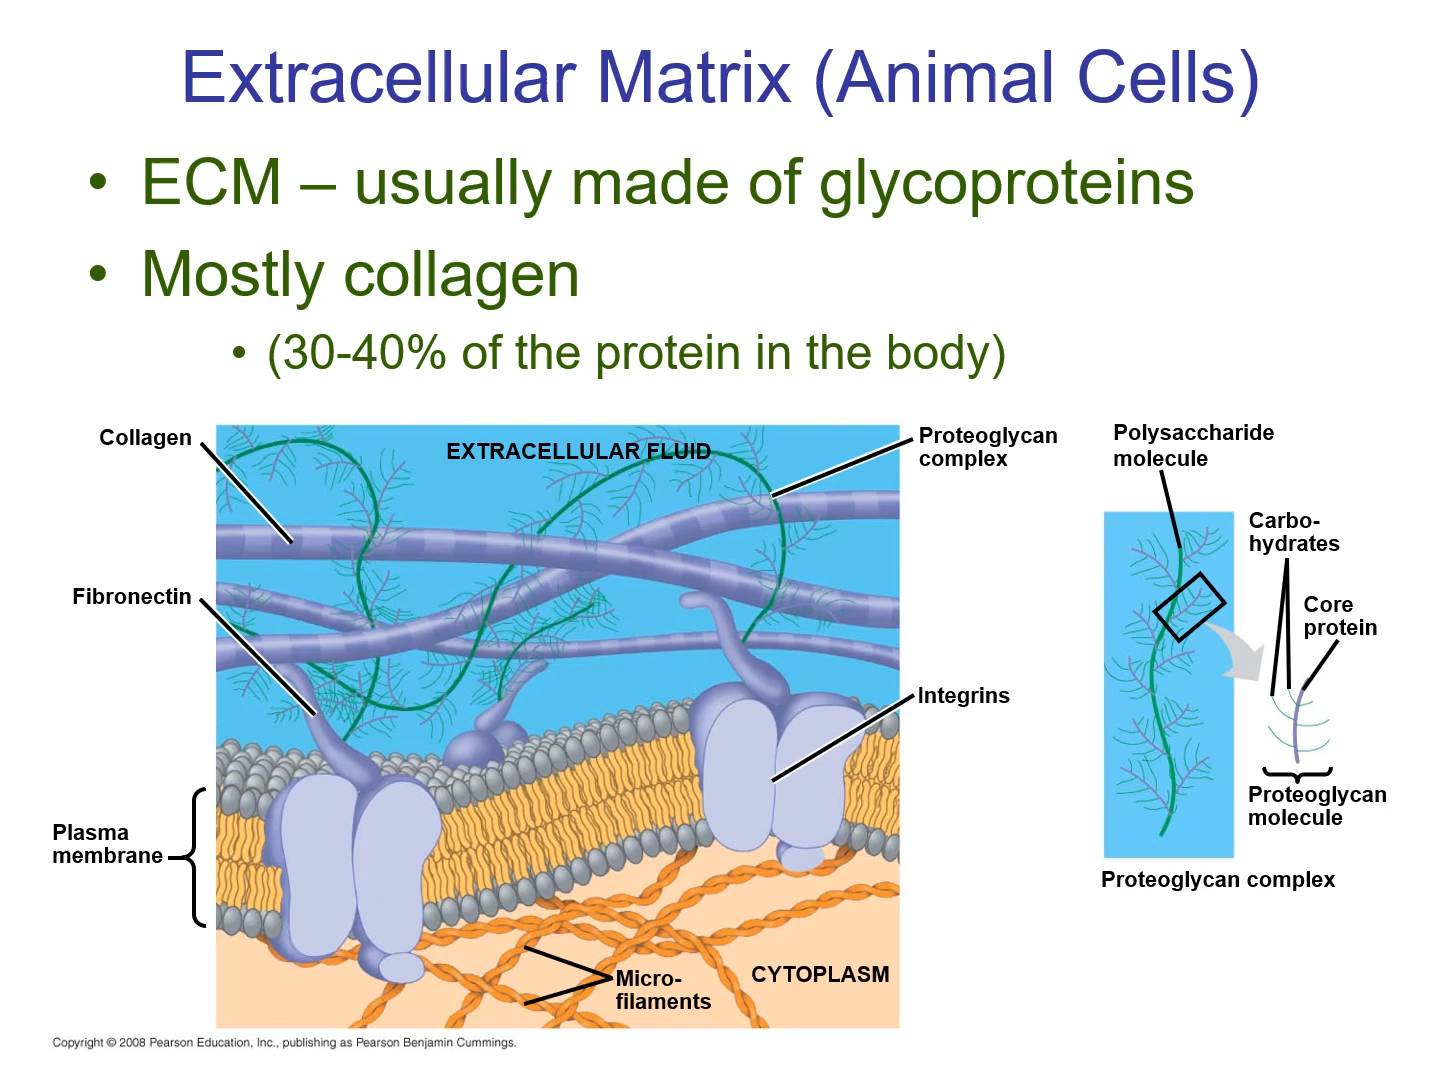 Extracellular Matrix (Animal Cells)
• ECM – usually made of glycoproteins
• Mostly collagen
• (30-40% of the protein in the body)
Collagen
EXTRACELLULAR FLUID
Proteoglycan
complex
Polysaccharide
molecule
Carbo-
hydrates
Fibronectin
Core
protein
Integrins
Plasma
membrane
Proteoglycan
molecule
Proteoglycan complex
Micro-
filaments
CYTOPLASM
Copyright © 2008 Pearson Education, Inc., publishing as Pearson Benjamin Cummings.